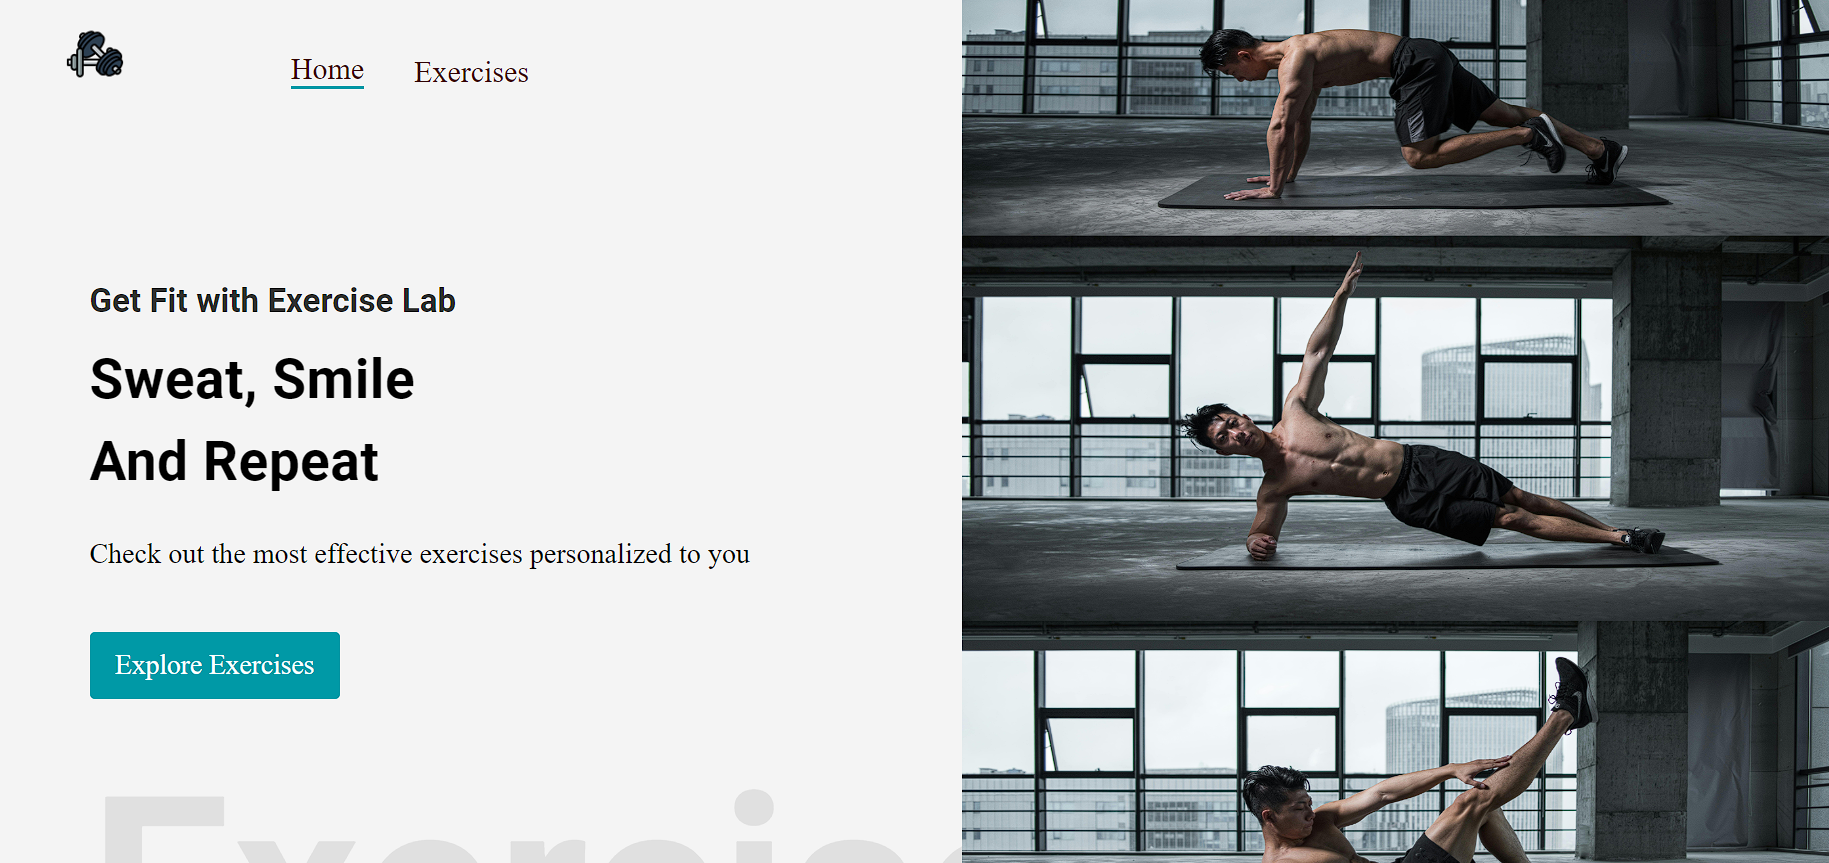 Home Exercises
Get Fit with Exercise Lab
Sweat, Smile
And Repeat
Check out the most effective exercises personalized to you
Explore Exercises